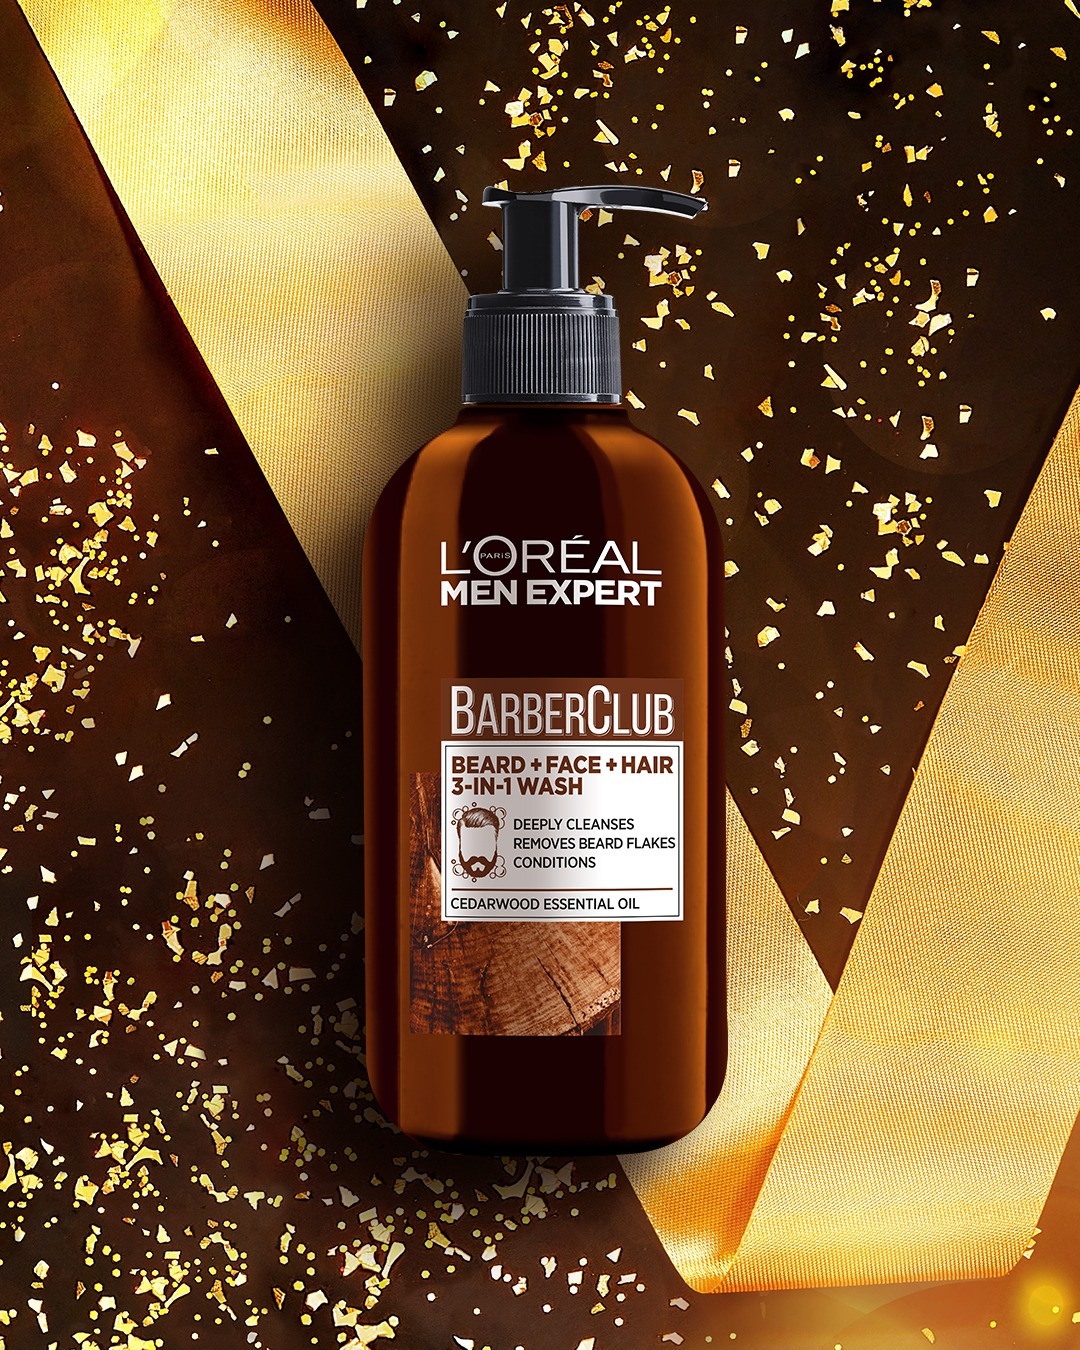 L'ORÉAL
PARIS
MEN EXPERT
BARBERCLUB
BEARD + FACE + HAIR
3-IN-1 WASH
DEEPLY CLEANSES
REMOVES BEARD FLAKES
CONDITIONS
CEDARWOOD ESSENTIAL OIL